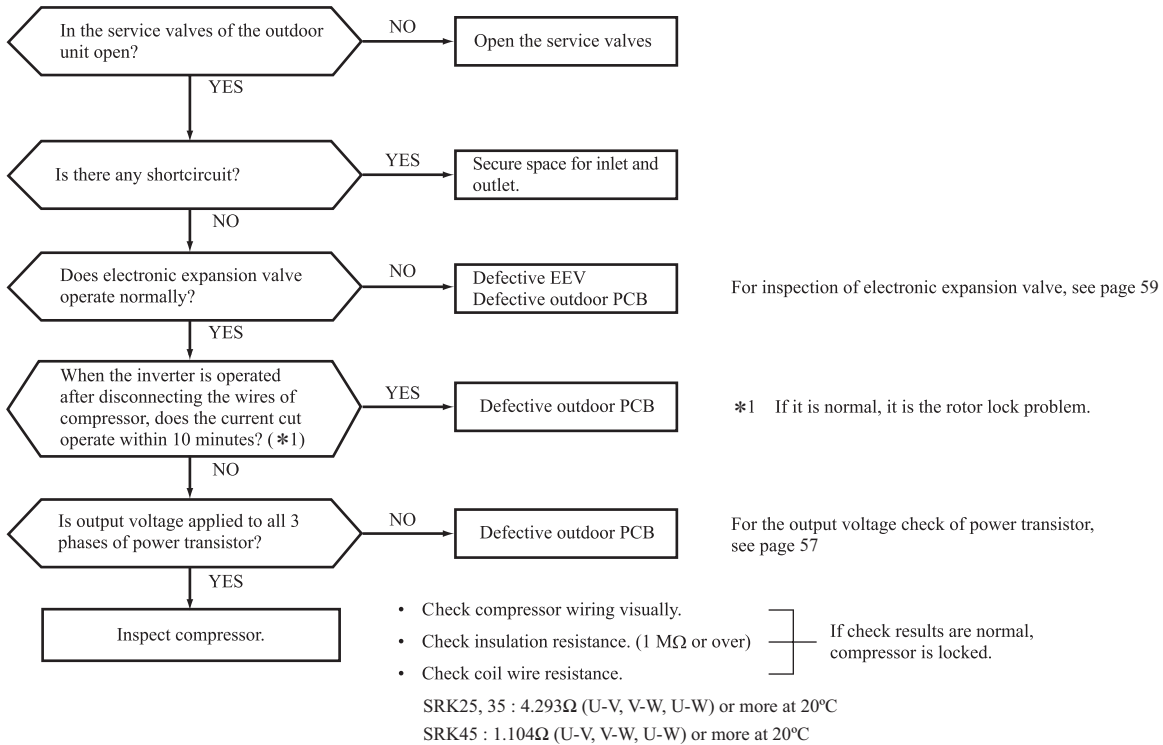 In the service valves of the outdoor
unit open?
NO
Open the service valves
YES
Is there any shortcircuit?
YES
Secure space for inlet and
outlet.
NO
Does electronic expansion valve
operate normally?
NO
Defective EEV
Defective outdoor PCB
For inspection of electronic expansion valve, see page 59
YES
When the inverter is operated
after disconnecting the wires of
compressor, does the current cut
operate within 10 minutes? (＊1)
YES
Defective outdoor PCB
＊1 If it is normal, it is the rotor lock problem.
NO
Is output voltage applied to all 3
phases of power transistor?
NO
Defective outdoor PCB
For the output voltage check of power transistor,
see page 57
YES
Inspect compressor.
• Check compressor wiring visually.
• Check insulation resistance. (1 MΩ or over)
• Check coil wire resistance.
If check results are normal,
compressor is locked.
SRK25, 35 : 4.293Ω (U-V, V-W, U-W) or more at 20ºC
SRK45 : 1.104Ω (U-V, V-W, U-W) or more at 20ºC